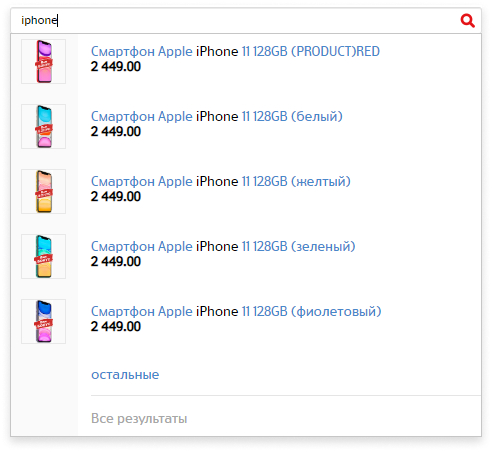 iphone
Смартфон Apple iPhone 11 128GB (PRODUCT)RED
2 449.00
Смартфон Apple iPhone 11 128GB (белый)
2 449.00
Смартфон Apple iPhone 11 128GB (желтый)
2 449.00
Смартфон Apple iPhone 11 128GB (зеленый)
2 449.00
Смартфон Apple iPhone 11 128GB (фиолетовый)
2 449.00
остальные
Все результаты